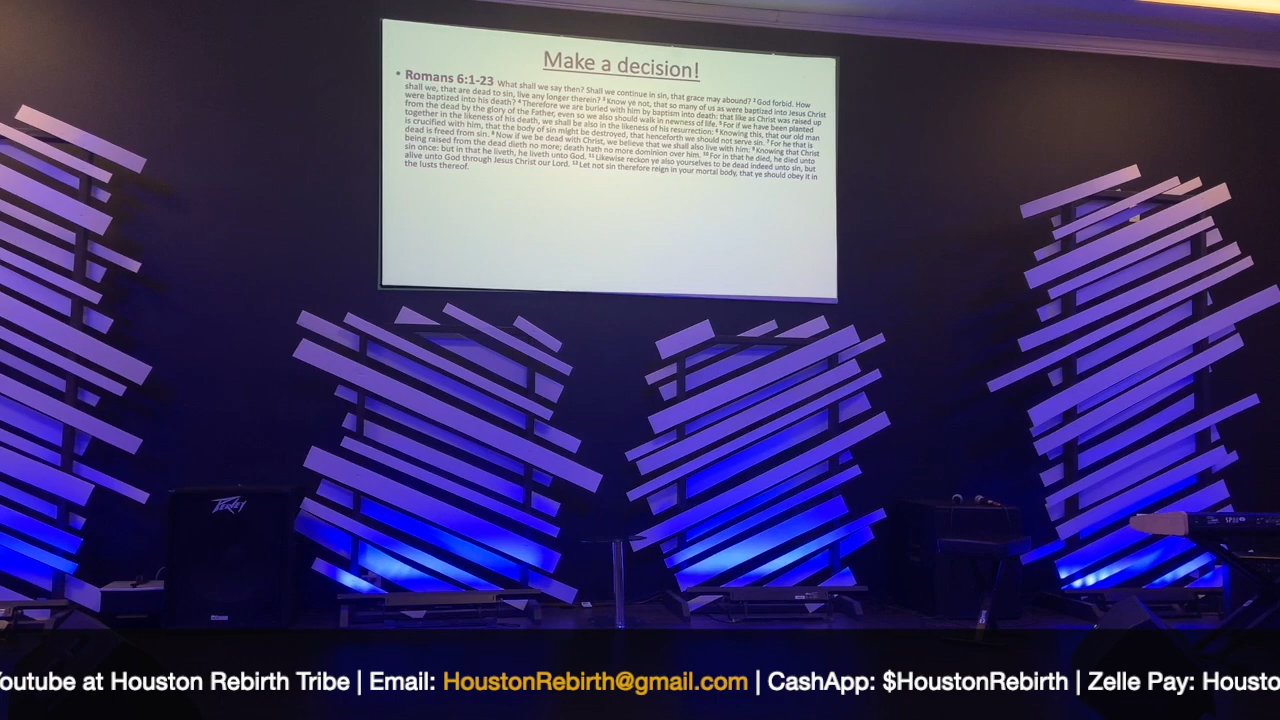 Make a decision!
• Romans 6:1-23 What shall we say then? Shall we continue in sin, that grace may abound? ² God forbid. How
shall we, that are dead to sin, live any longer therein? ³ Know ye not, that so many of us as were baptized into Jesus Christ
were baptized into his death? ⁴ Therefore we are buried with him by baptism into death: that like as Christ was raised up
from the dead by the glory of the Father, even so we also should walk in newness of life. ⁵ For if we have been planted
together in the likeness of his death, we shall be also in the likeness of his resurrection: ⁶ Knowing this, that our old man
is crucified with him, that the body of sin might be destroyed, that henceforth we should not serve sin. ⁷ For he that is
dead is freed from sin. ⁸ Now if we be dead with Christ, we believe that we shall also live with him: ⁹ Knowing that Christ
being raised from the dead dieth no more; death hath no more dominion over him. ¹⁰ For in that he died, he died unto
sin once: but in that he liveth, he liveth unto God. ¹¹ Likewise reckon ye also yourselves to be dead indeed unto sin, but
alive unto God through Jesus Christ our Lord. ¹² Let not sin therefore reign in your mortal body, that ye should obey it in
the lusts thereof.
PEAVEY
SP
outube at Houston Rebirth Tribe | Email: HoustonRebirth@gmail.com | CashApp: $HoustonRebirth | Zelle Pay: Housto